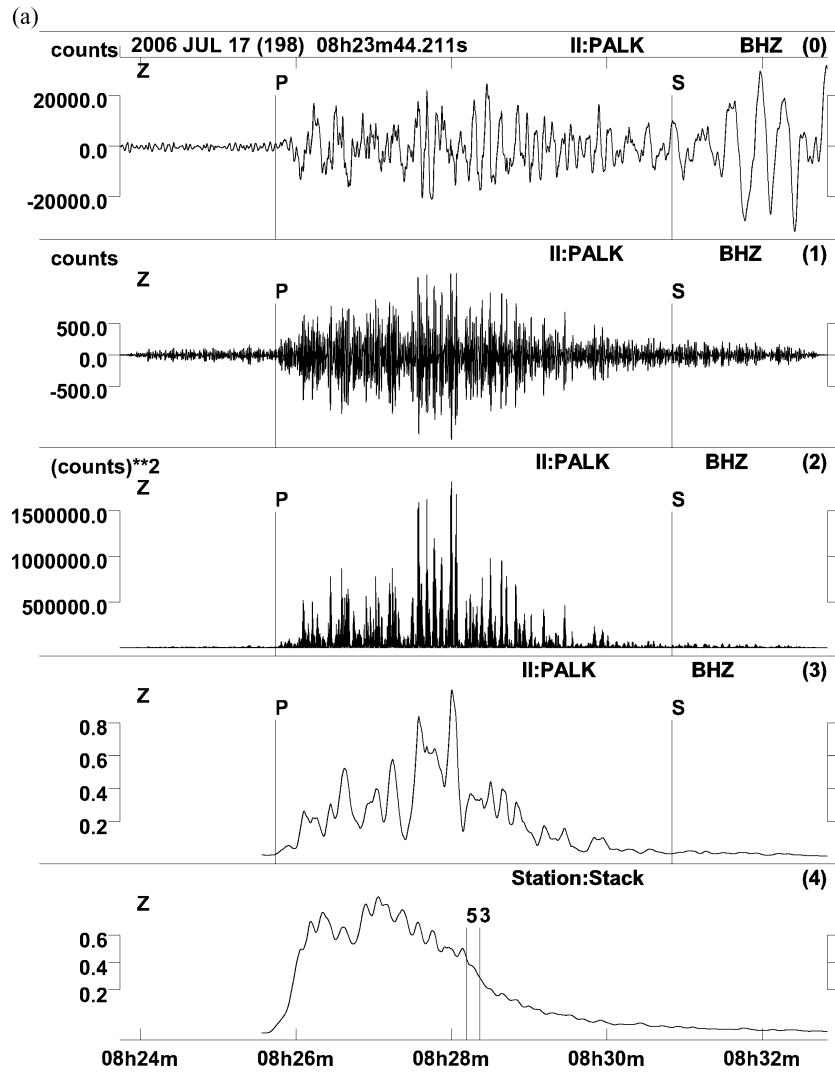 (a)
counts 2006 JUL 17 (198) 08h23m44.211s II:PALK BHZ (0)
Z
P S
20000.0
0.0
-20000.0
counts II:PALK BHZ (1)
Z
P S
500.0
0.0
-500.0
(counts)**2 II:PALK BHZ (2)
Z
P S
1500000.0
1000000.0
500000.0
II:PALK BHZ (3)
Z
P S
0.8
0.6
0.4
0.2
Station:Stack (4)
Z
53
0.6
0.4
0.2
08h24m 08h26m 08h28m 08h30m 08h32m